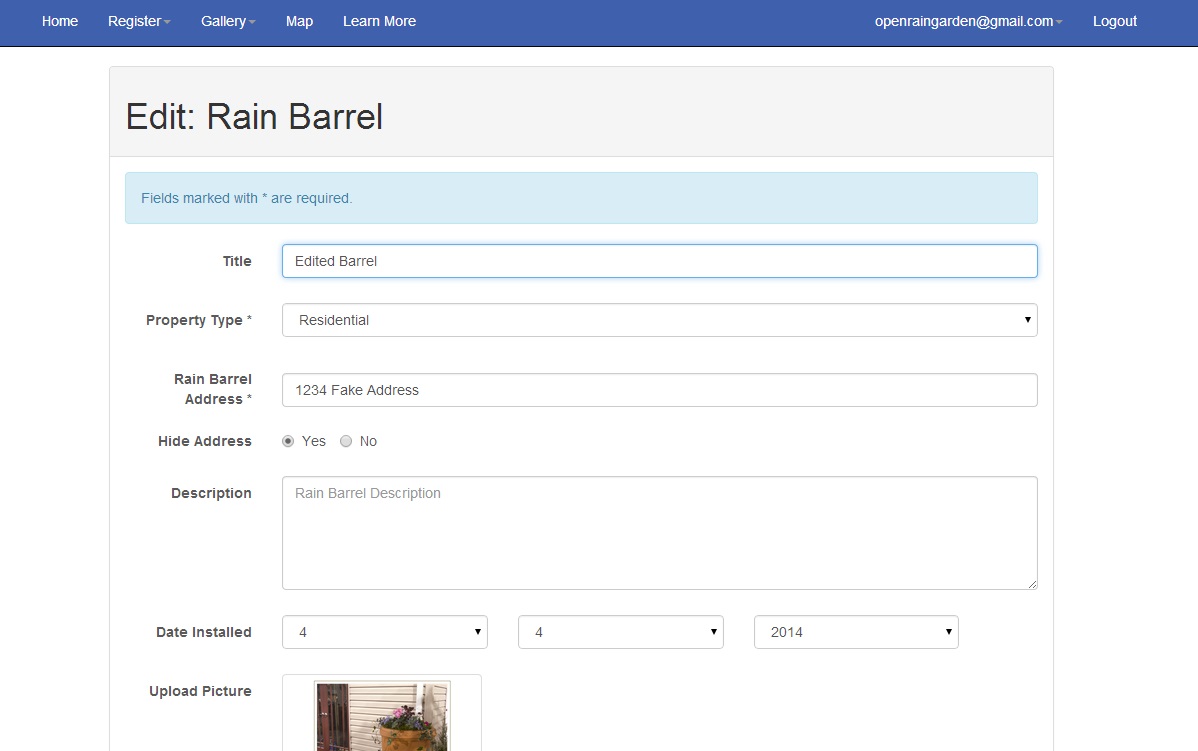 Home Register Gallery Map Learn More openraingarden@gmail.com Logout
Edit: Rain Barrel
Fields marked with * are required.
Title Edited Barrel
Property Type * Residential
Rain Barrel
Address * 1234 Fake Address
Hide Address Yes No
Description Rain Barrel Description
Date Installed 4 4 2014
Upload Picture